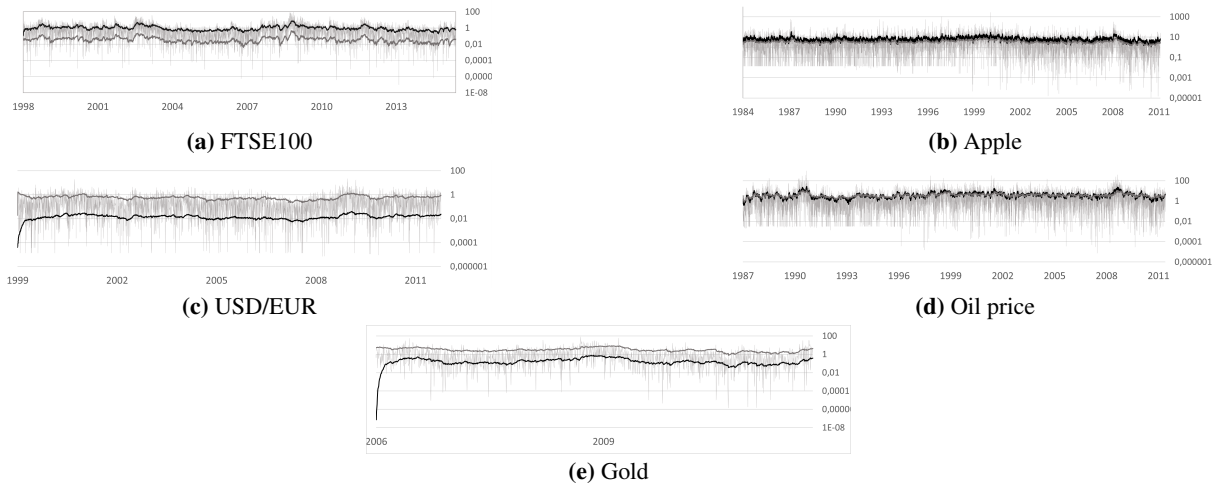 100
1
0,01
0,0000
1E-08
1998 2001 2004 2007 2010 2013
(a) FTSE100
1000
10
0,1
0,001
0,00001
1984 1987 1990 1993 1996 1999 2002 2005 2008 2011
(b) Apple
100
1
0,01
0,0001
0,000001
1999 2002 2005 2008 2011
(c) USD/EUR
100
1
0,01
0,0001
0,000001
1987 1990 1993 1996 1999 2002 2005 2008 2011
(d) Oil price
100
1
0,01
0,0001
0,00000
1E-08
2006 2009
(e) Gold